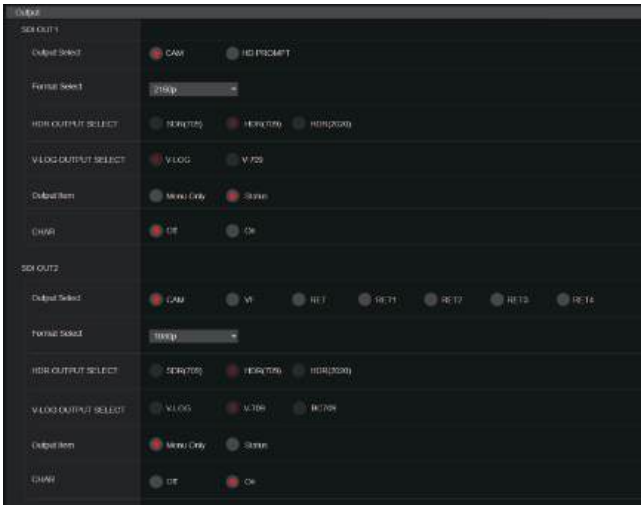 Output
SDI OUT1
Output Select CAM HD PROMPT
Format Select 2160p
HDR OUTPUT SELECT SDR(709) HDR(709) HDR(2020)
V-LOG OUTPUT SELECT V-LOG V-709
Output Item Menu Only Status
CHAR Off On
SDI OUT2
Output Select CAM VF RET RET1 RET2 RET3 RET4
Format Select 1080p
HDR OUTPUT SELECT SDR(709) HDR(709) HDR(2020)
V-LOG OUTPUT SELECT V-LOG V-709 BT.709
Output Item Menu Only Status
CHAR Off On